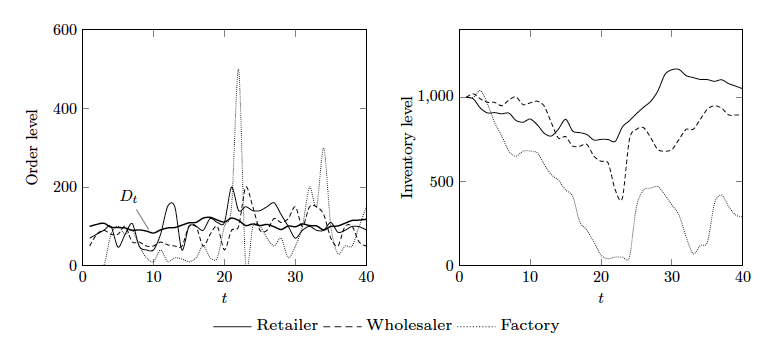 600
400
200
0
0 10 20 30 40
t
Order level
D_t
1,000
500
0
0 10 20 30 40
t
Inventory level
Retailer Wholesaler Factory